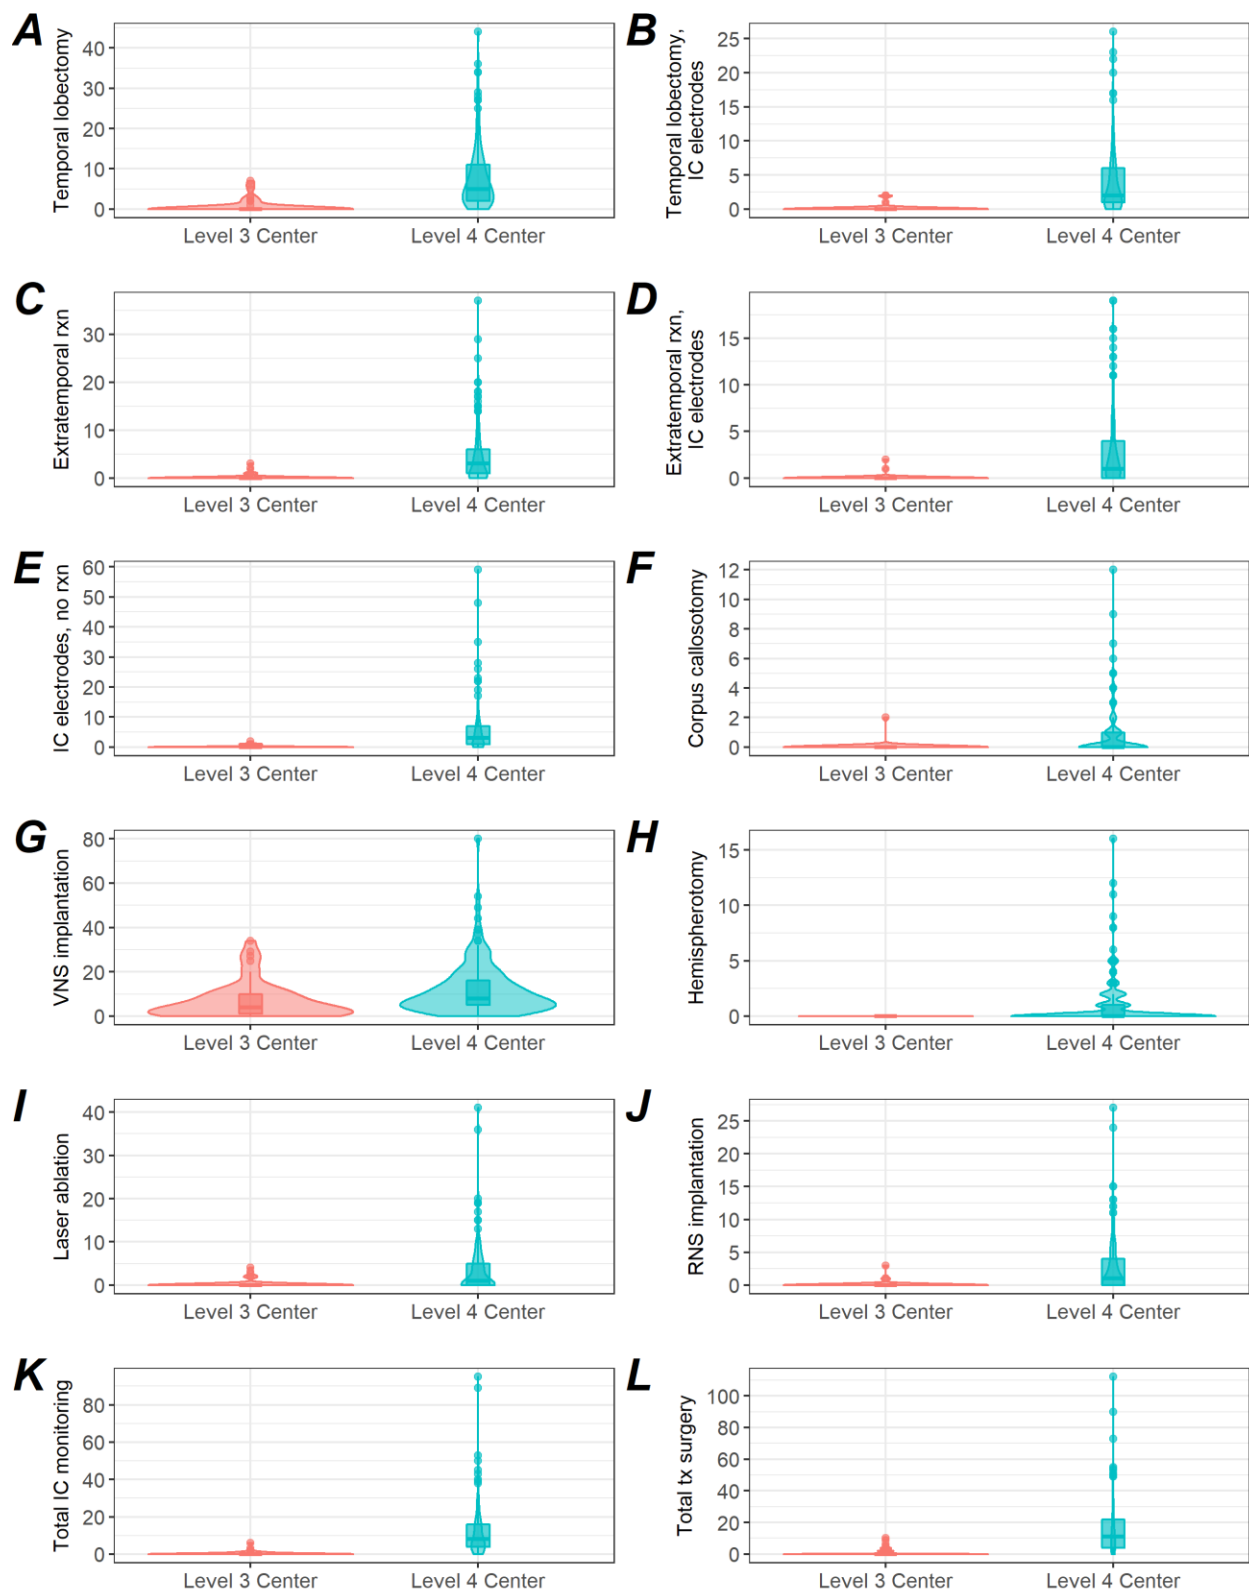 A
Temporal lobectomy
40
30
20
10
0
Level 3 Center
Level 4 Center
B
Temporal lobectomy,
IC electrodes
25
20
15
10
5
0
Level 3 Center
Level 4 Center
C
Extratemporal rxn
30
20
10
0
Level 3 Center
Level 4 Center
D
Extratemporal rxn,
IC electrodes
15
10
5
0
Level 3 Center
Level 4 Center
E
IC electrodes, no rxn
60
50
40
30
20
10
0
Level 3 Center
Level 4 Center
F
Corpus callosotomy
12
10
8
6
4
2
0
Level 3 Center
Level 4 Center
G
VNS implantation
80
60
40
20
0
Level 3 Center
Level 4 Center
H
Hemispherotomy
15
10
5
0
Level 3 Center
Level 4 Center
I
Laser ablation
40
30
20
10
0
Level 3 Center
Level 4 Center
J
RNS implantation
25
20
15
10
5
0
Level 3 Center
Level 4 Center
K
Total IC monitoring
80
60
40
20
0
Level 3 Center
Level 4 Center
L
Total tx surgery
100
80
60
40
20
0
Level 3 Center
Level 4 Center